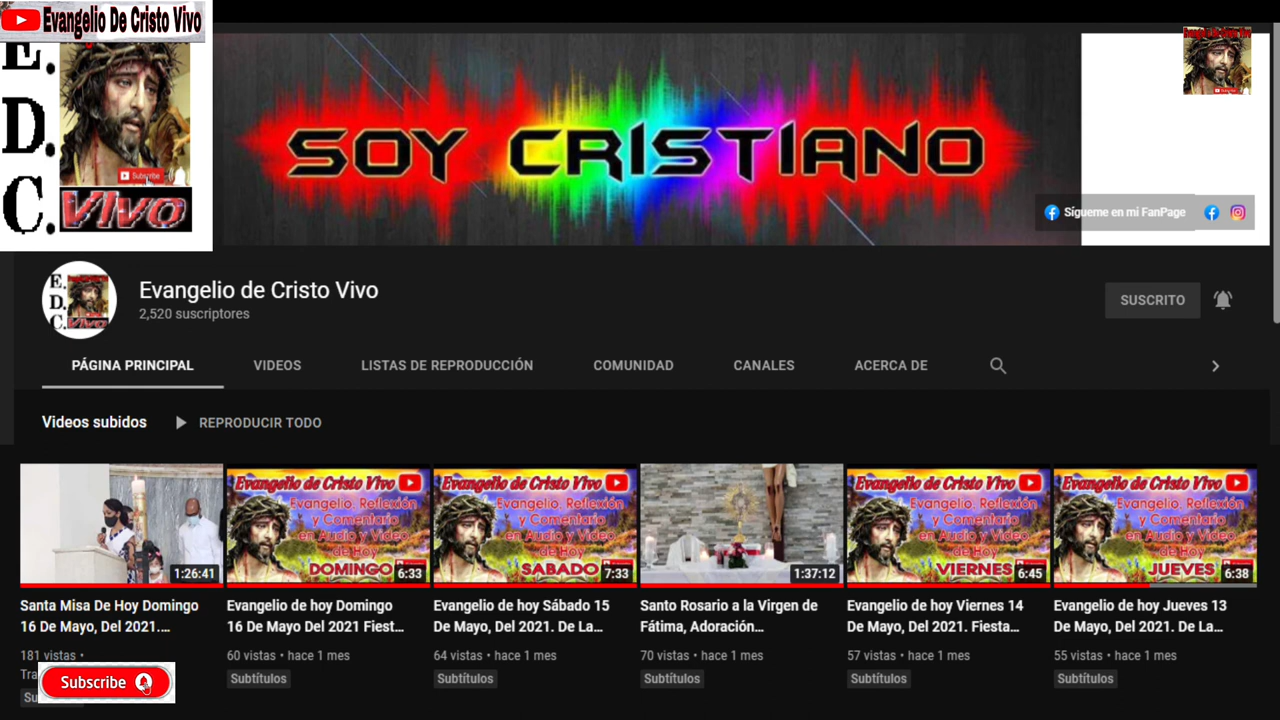 Evangelio De Cristo Vivo
E.
D.
C.
Subscribe
Vivo
SOY CRISTIANO
Evangelio de Cristo Vivo
Sígueme en mi FanPage
E.
D.
C.
Vivo
Evangelio de Cristo Vivo
2,520 suscriptores
SUSCRITO
PÁGINA PRINCIPAL
VIDEOS
LISTAS DE REPRODUCCIÓN
COMUNIDAD
CANALES
ACERCA DE
Videos subidos
REPRODUCIR TODO
1:26:41
Santa Misa De Hoy Domingo
16 De Mayo, Del 2021....
181 vistas •
Tra
Su
Evangelio de Cristo Vivo
Evangelio, Reflexión
y Comentario
en Audio y Video
de Hoy
DOMINGO
6:33
Evangelio de hoy Domingo
16 De Mayo Del 2021 Fiest...
60 vistas • hace 1 mes
Subtítulos
Evangelio de Cristo Vivo
Evangelio, Reflexión
y Comentario
en Audio y Video
de Hoy
SABADO
7:33
Evangelio de hoy Sábado 15
De Mayo, Del 2021. De La...
64 vistas • hace 1 mes
Subtítulos
1:37:12
Santo Rosario a la Virgen de
Fátima, Adoración...
70 vistas • hace 1 mes
Subtítulos
Evangelio de Cristo Vivo
Evangelio, Reflexión
y Comentario
en Audio y Video
de Hoy
VIERNES
6:45
Evangelio de hoy Viernes 14
De Mayo, Del 2021. Fiesta...
57 vistas • hace 1 mes
Subtítulos
Evangelio de Cristo Vivo
Evangelio, Reflexión
y Comentario
en Audio y Video
de Hoy
JUEVES
6:38
Evangelio de hoy Jueves 13
De Mayo, Del 2021. De La...
55 vistas • hace 1 mes
Subtítulos
Subscribe